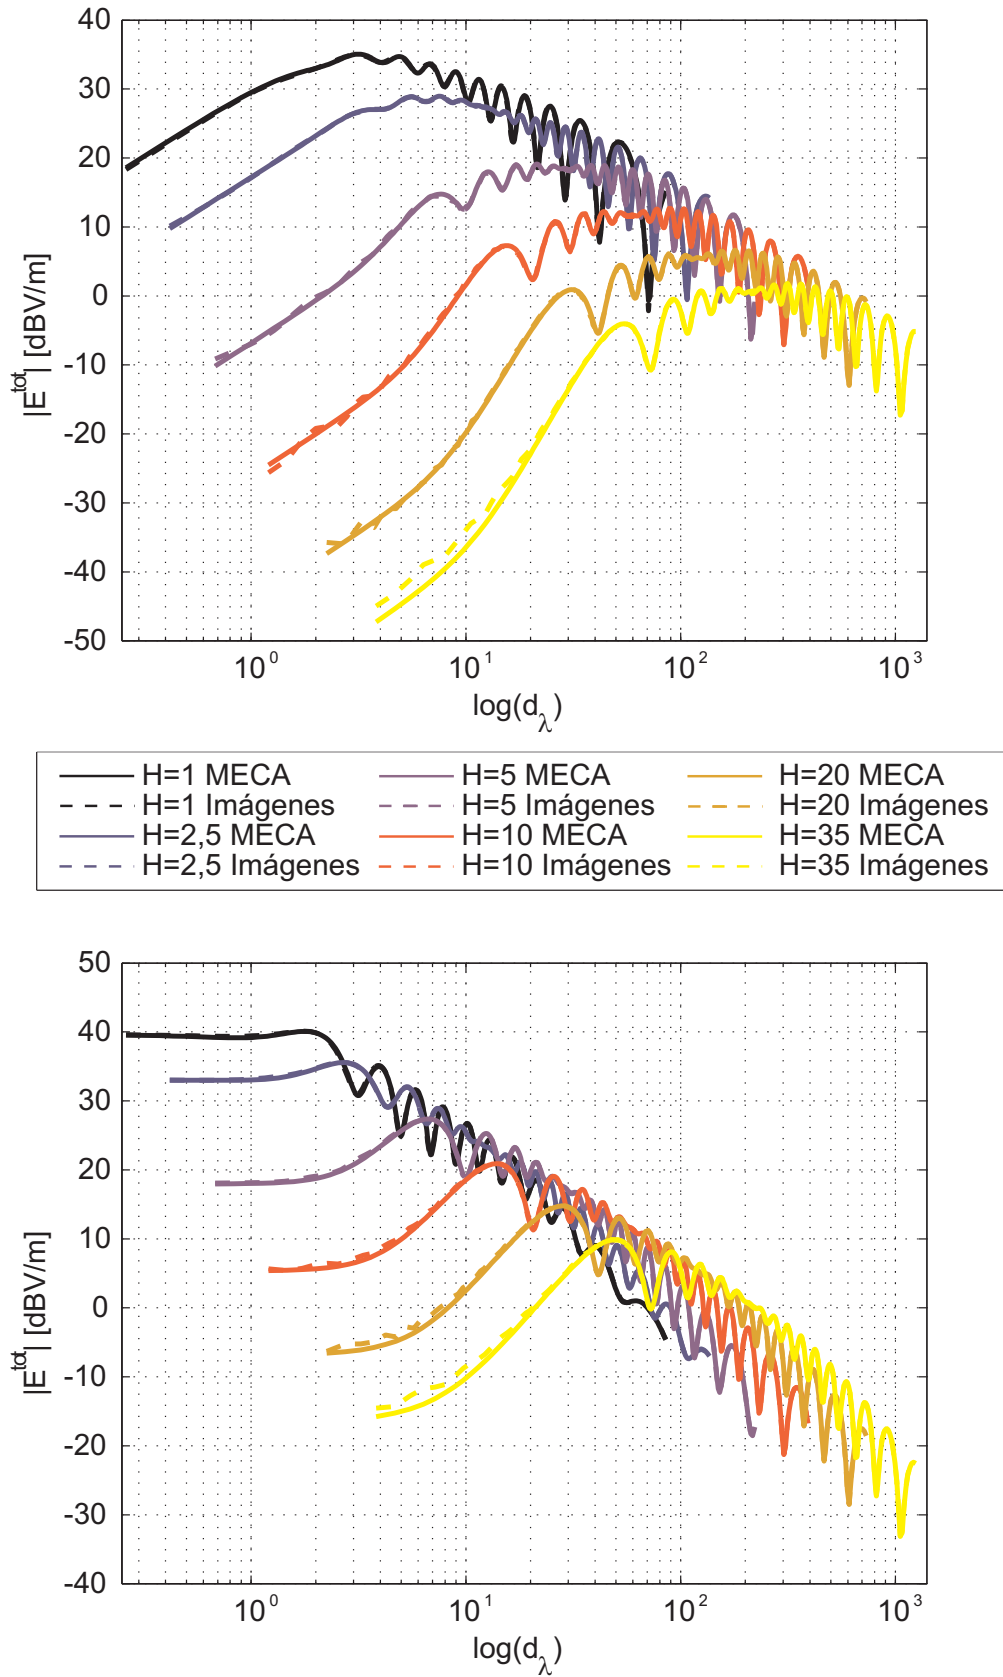 40
30
20
10
0
-10
-20
-30
-40
-50
|E^tot| [dBV/m]
10^0 10^1 10^2 10^3
log(d_λ)
H=1 MECA H=5 MECA H=20 MECA
H=1 Imágenes H=5 Imágenes H=20 Imágenes
H=2,5 MECA H=10 MECA H=35 MECA
H=2,5 Imágenes H=10 Imágenes H=35 Imágenes
50
40
30
20
10
0
-10
-20
-30
-40
|E^tot| [dBV/m]
10^0 10^1 10^2 10^3
log(d_λ)